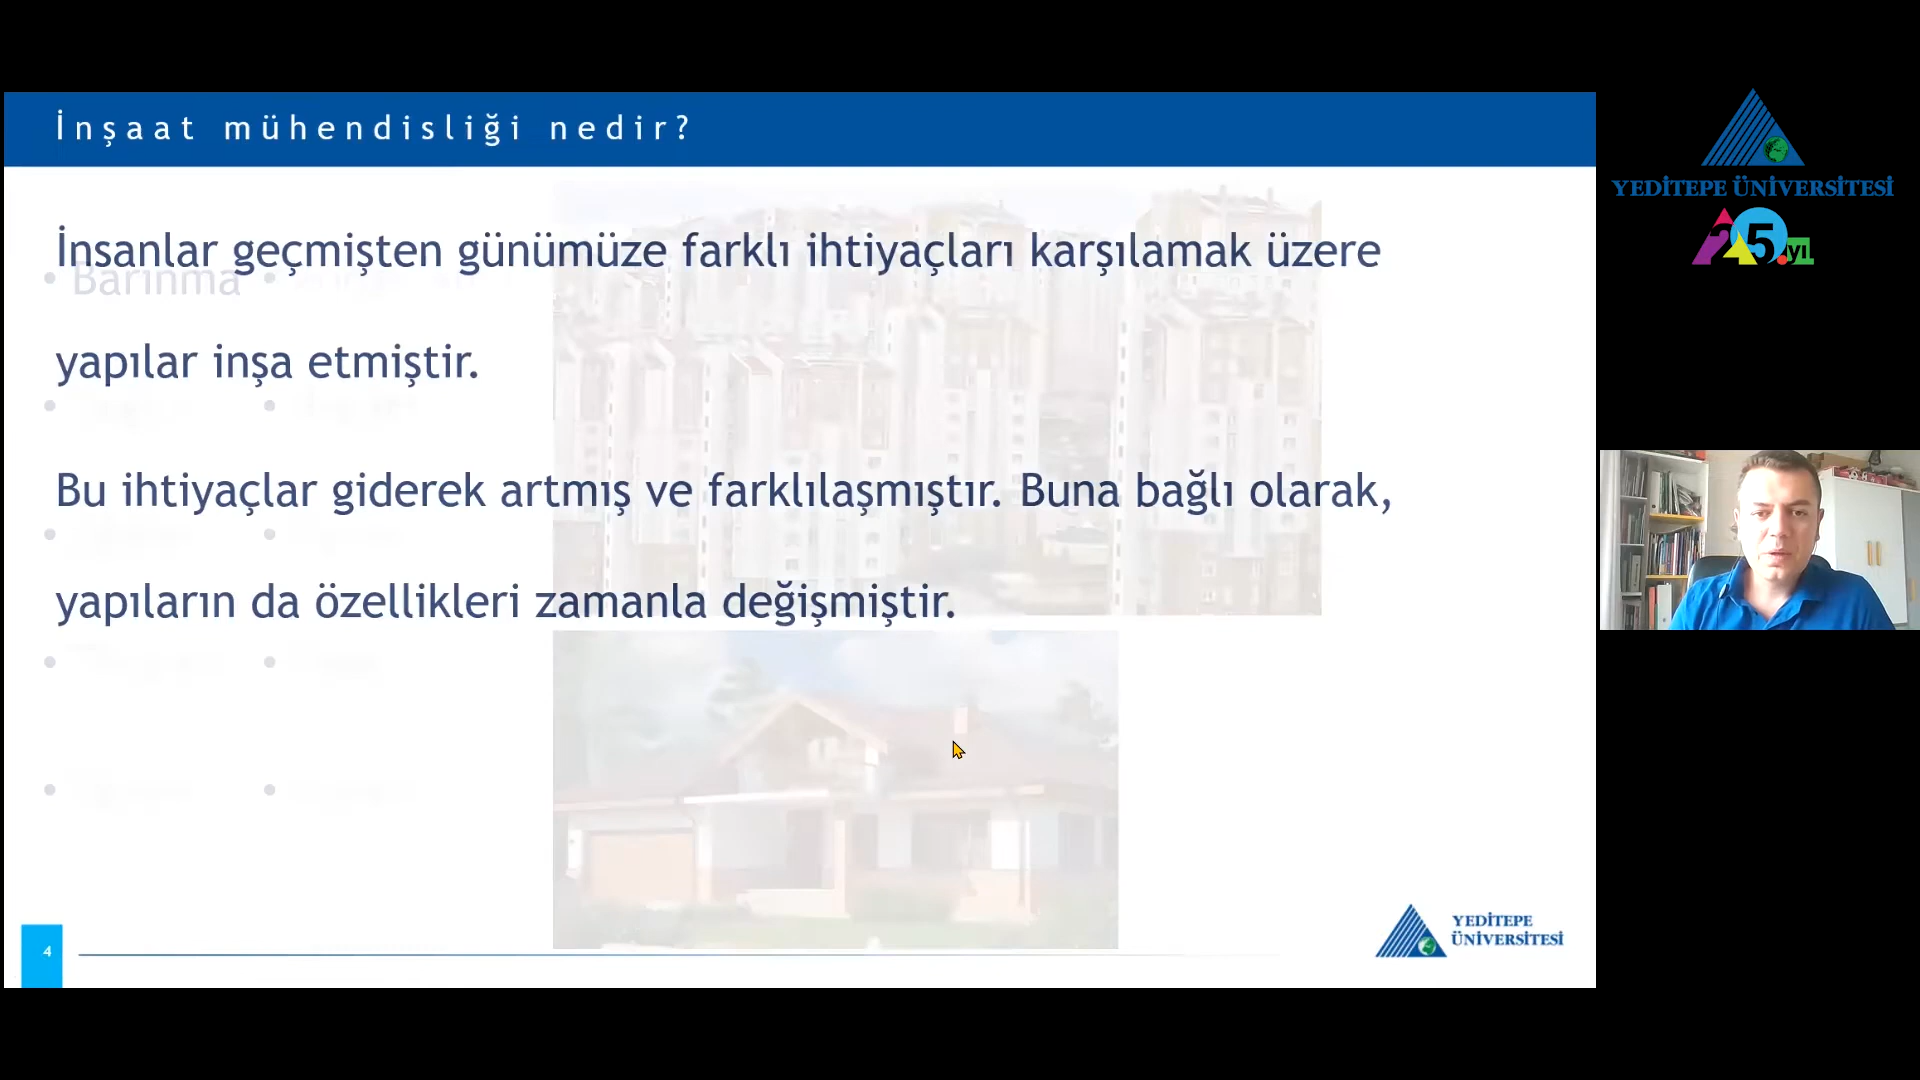 İnşaat mühendisliği nedir?
İnsanlar geçmişten günümüze farklı ihtiyaçları karşılamak üzere
• Barınma •
yapılar inşa etmiştir.
Bu ihtiyaçlar giderek artmış ve farklılaşmıştır. Buna bağlı olarak,
yapıların da özellikleri zamanla değişmiştir.
4
YEDİTEPE
ÜNİVERSİTESİ
YEDİTEPE ÜNİVERSİTESİ
25.yıl